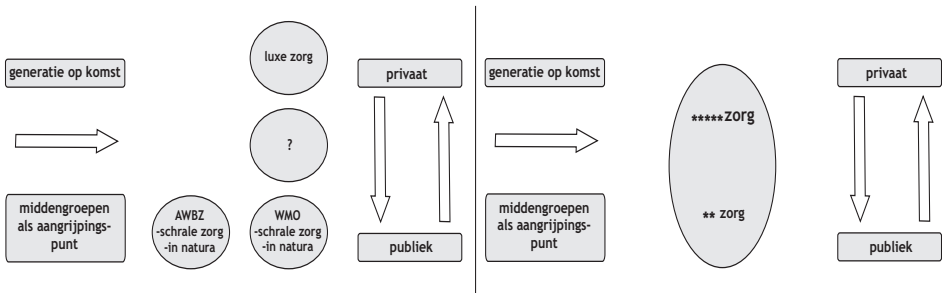 generatie op komst
luxe zorg
privaat
?
middengroepen
als aangrijpings-
punt
AWBZ
-schrale zorg
-in natura
WMO
-schrale zorg
-in natura
publiek
generatie op komst
*****zorg
privaat
middengroepen
als aangrijpings-
punt
** zorg
publiek